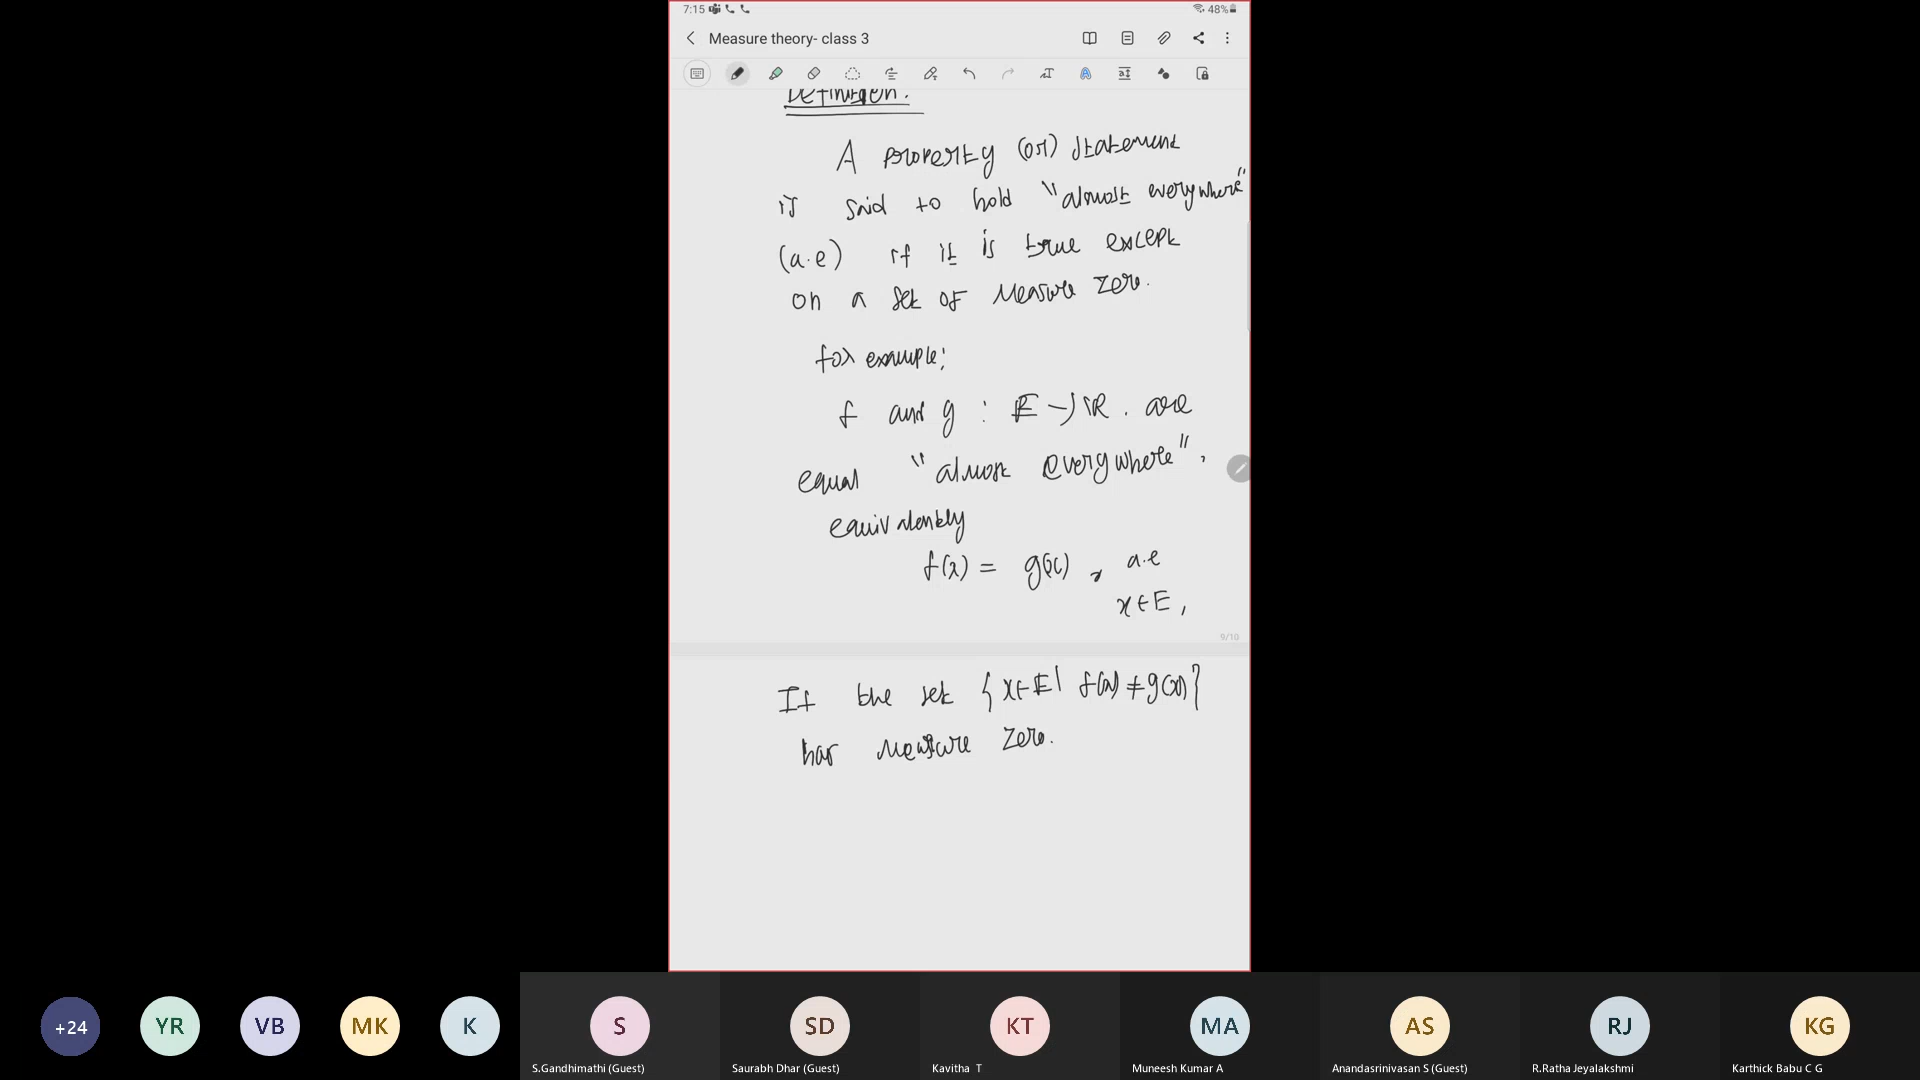 7:15
48%
Measure theory- class 3
Definition:
A property (or) statement
is said to hold "almost everywhere"
(a.e) if it is true except
on a set of measure zero.
for example:
f and g : E → ℝ . are
equal "almost everywhere".
equivalently
f(x) = g(x) , a.e
x∈E,
9/10
If the set {x∈E| f(x) ≠ g(x)}
has measure zero.
+24
YR
VB
MK
K
S
SD
KT
MA
AS
RJ
KG
S.Gandhimathi (Guest)
Saurabh Dhar (Guest)
Kavitha T
Muneesh Kumar A
Anandasrinivasan S (Guest)
R.Ratha Jeyalakshmi
Karthick Babu C G